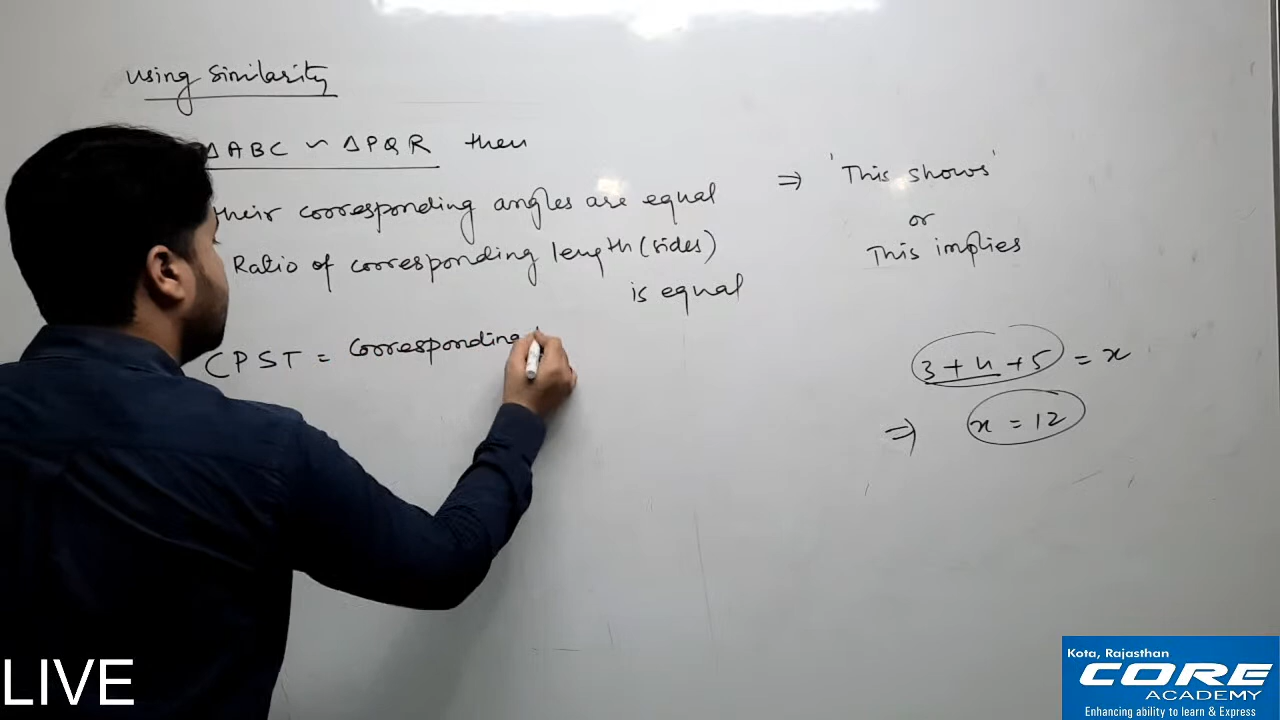 Using Similarity
ΔABC ~ ΔPQR then
their corresponding angles are equal
Ratio of corresponding length (sides)
is equal
CPST = Corresponding
⇒ 'This shows'
or
This implies
3 + 4 + 5 = x
⇒ x = 12
LIVE
Kota, Rajasthan
CORE
ACADEMY
Enhancing ability to learn & Express